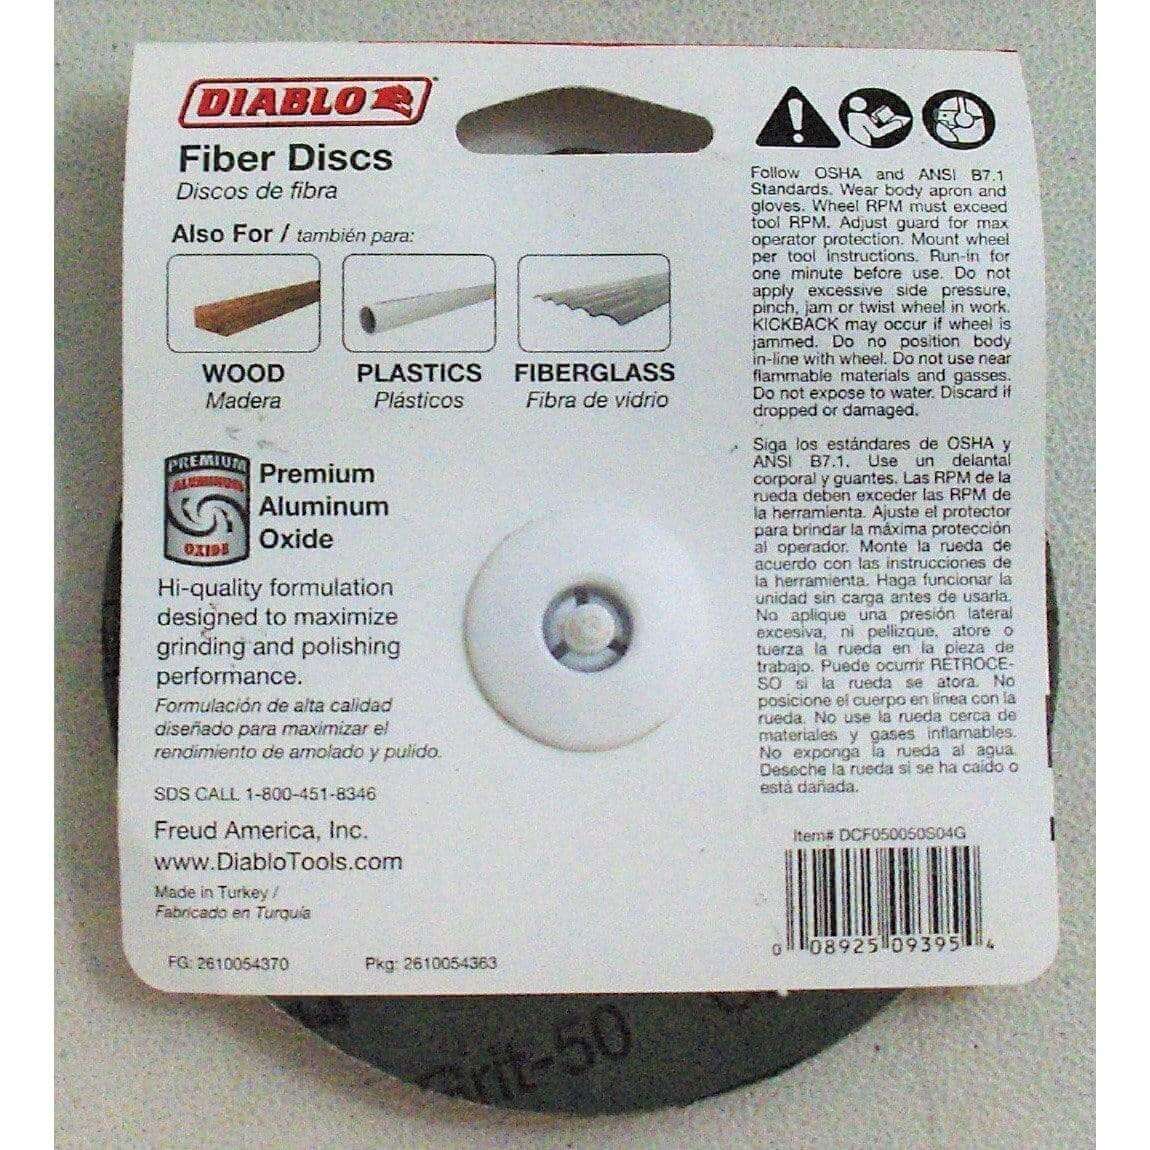 DIABLO
Fiber Discs
Discos de fibra
Also For / también para:
WOOD
Madera
PLASTICS
Plásticos
FIBERGLASS
Fibra de vidrio
PREMIUM
ALUMINUM
OXIDE
Premium
Aluminum
Oxide
Hi-quality formulation
designed to maximize
grinding and polishing
performance.
Formulación de alta calidad
diseñado para maximizar el
rendimiento de amolado y pulido.
SDS CALL 1-800-451-8346
Freud America, Inc.
www.DiabloTools.com
Made in Turkey /
Fabricado en Turquía
FG: 2610054370
Pkg: 2610054363
Follow OSHA and ANSI B7.1
Standards. Wear body apron and
gloves. Wheel RPM must exceed
tool RPM. Adjust guard for max
operator protection. Mount wheel
per tool instructions. Run-in for
one minute before use. Do not
apply excessive side pressure,
pinch, jam or twist wheel in work.
KICKBACK may occur if wheel is
jammed. Do no position body
in-line with wheel. Do not use near
flammable materials and gasses.
Do not expose to water. Discard if
dropped or damaged.
Siga los estándares de OSHA y
ANSI B7.1. Use un delantal
corporal y guantes. Las RPM de la
rueda deben exceder las RPM de
la herramienta. Ajuste el protector
para brindar la máxima protección
al operador. Monte la rueda de
acuerdo con las instrucciones de
la herramienta. Haga funcionar la
unidad sin carga antes de usarla.
No aplique una presión lateral
excesiva, ni pellizque, atore o
tuerza la rueda en la pieza de
trabajo. Puede ocurrir RETROCE-
SO si la rueda se atora. No
posicione el cuerpo en línea con la
rueda. No use la rueda cerca de
materiales y gases inflamables.
No exponga la rueda al agua.
Deseche la rueda si se ha caído o
está dañada.
Item# DCF050050S04G
0 08925 09395 4
Grit-50